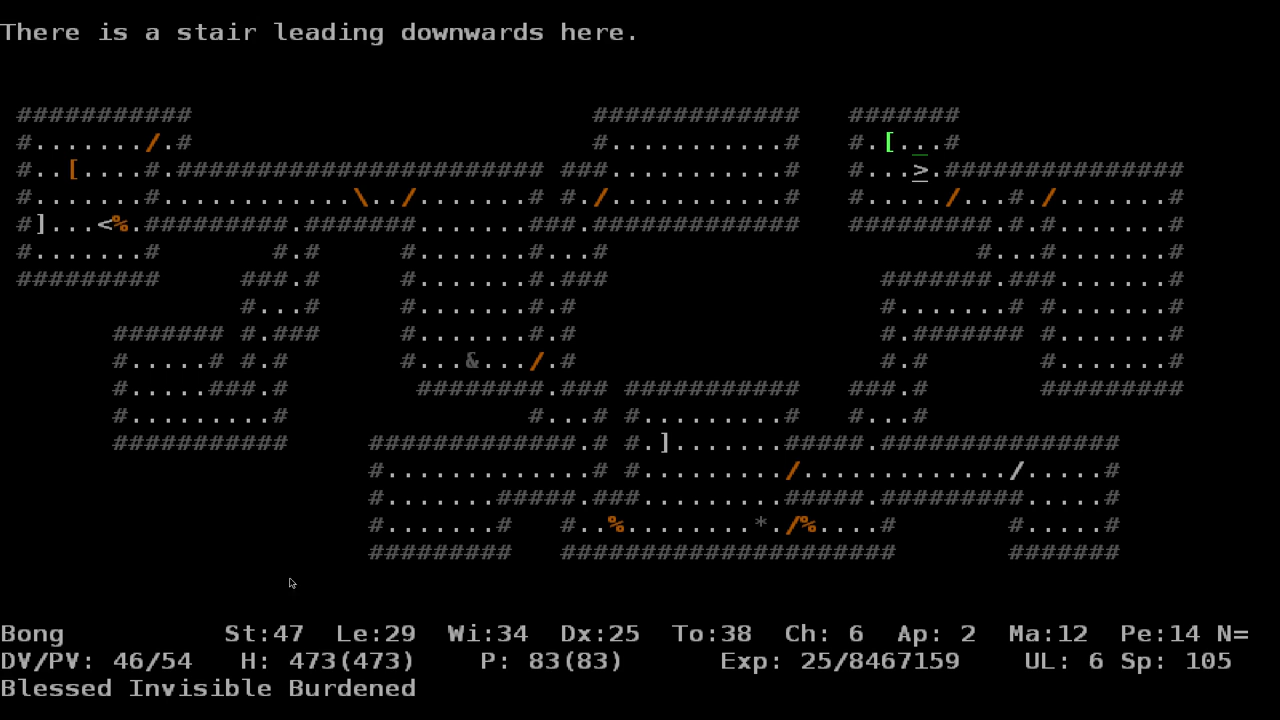 There is a stair leading downwards here.
 ###########                         #############   #######
 #......./.#                         #...........#   #.[...#
 #..[....#.####################### ###...........#   #...>.###############
 #.......#............\../.......# #./...........#   #...../...#./.......#
 #]...<%.#########.#######.......###.#############   #########.#.#.......#
 #.......#       #.#     #.......#...#                       #...#.......#
 #########     ###.#     #.......#.###                 #######.###.......#
               #...#     #.......#.#                   #.......# #.......#
       ####### #.###     #.......#.#                   #.####### #.......#
       #.....# #.#       #...&.../.#                   #.#       #.......#
       #.....###.#        ########.### ###########   ###.#       #########
       #.........#               #...# #.........#   #...#
       ###########     #############.# #.].......#####.###############
                       #.............# #........./............./.....#
                       #.......#####.###.........#####.#########.....#
                       #.......#   #..%........*./%....#       #.....#
                       #########   #####################       #######
Bong          St:47  Le:29  Wi:34  Dx:25  To:38  Ch: 6  Ap: 2  Ma:12  Pe:14 N=
DV/PV: 46/54   H: 473(473)    P: 83(83)      Exp: 25/8467159    UL: 6 Sp: 105
Blessed Invisible Burdened